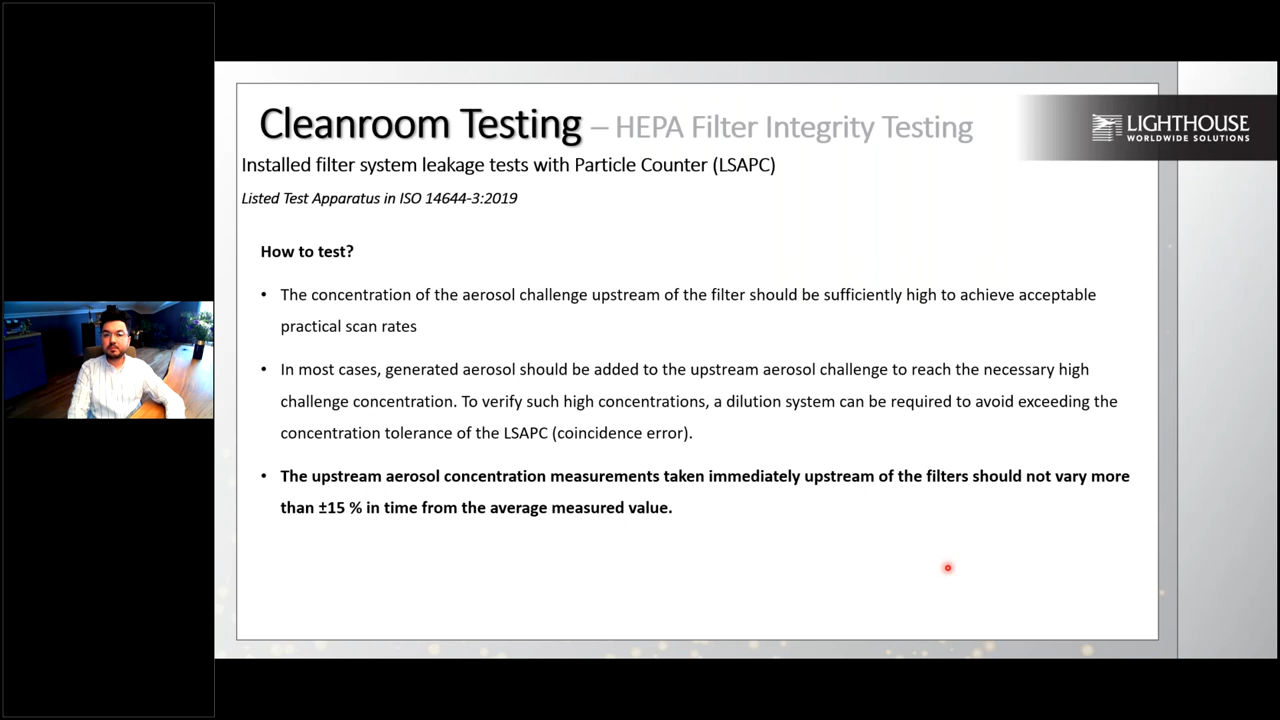 Cleanroom Testing – HEPA Filter Integrity Testing
LIGHTHOUSE
WORLDWIDE SOLUTIONS
Installed filter system leakage tests with Particle Counter (LSAPC)
Listed Test Apparatus in ISO 14644-3:2019
How to test?
• The concentration of the aerosol challenge upstream of the filter should be sufficiently high to achieve acceptable
practical scan rates
• In most cases, generated aerosol should be added to the upstream aerosol challenge to reach the necessary high
challenge concentration. To verify such high concentrations, a dilution system can be required to avoid exceeding the
concentration tolerance of the LSAPC (coincidence error).
• The upstream aerosol concentration measurements taken immediately upstream of the filters should not vary more
than ±15 % in time from the average measured value.